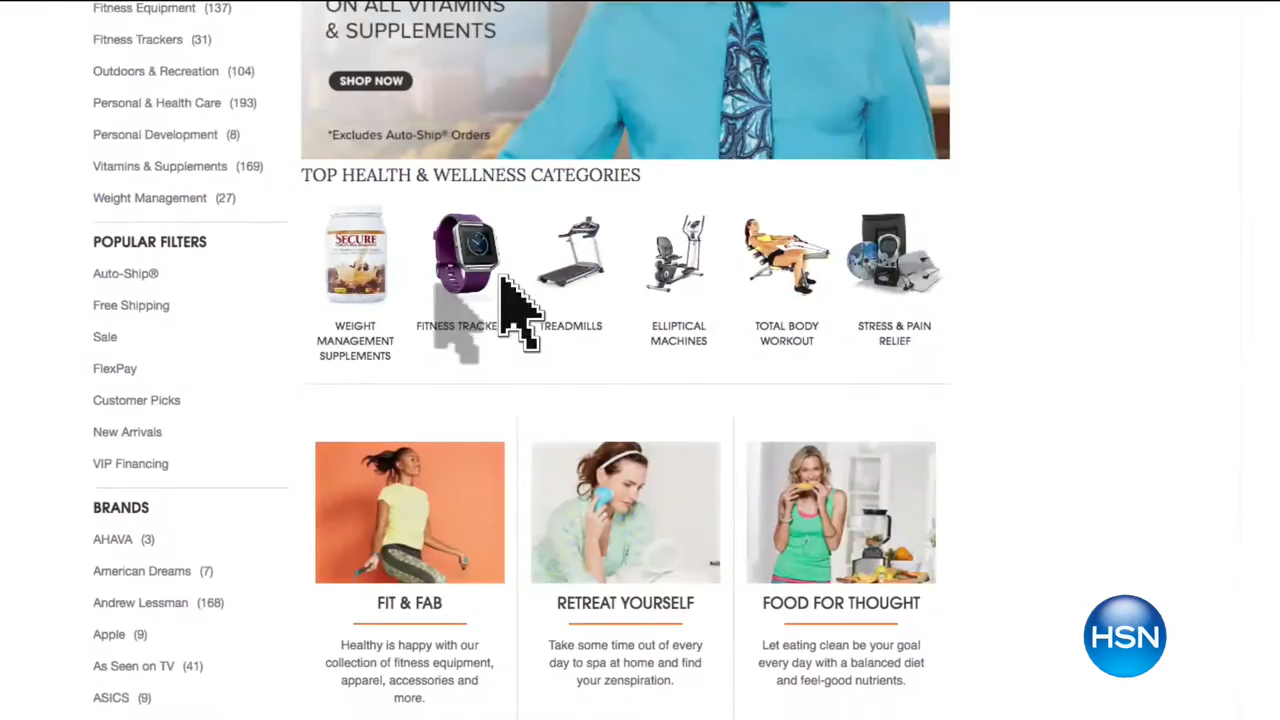 Fitness Equipment (137)
Fitness Trackers (31)
Outdoors & Recreation (104)
Personal & Health Care (193)
Personal Development (8)
Vitamins & Supplements (169)
Weight Management (27)
POPULAR FILTERS
Auto-Ship®
Free Shipping
Sale
FlexPay
Customer Picks
New Arrivals
VIP Financing
BRANDS
AHAVA (3)
American Dreams (7)
Andrew Lessman (168)
Apple (9)
As Seen on TV (41)
ASICS (9)
ON ALL VITAMINS
& SUPPLEMENTS
SHOP NOW
*Excludes Auto-Ship® Orders
TOP HEALTH & WELLNESS CATEGORIES
SECURE
WEIGHT
MANAGEMENT
SUPPLEMENTS
FITNESS TRACKE
TREADMILLS
ELLIPTICAL
MACHINES
TOTAL BODY
WORKOUT
STRESS & PAIN
RELIEF
FIT & FAB
Healthy is happy with our
collection of fitness equipment,
apparel, accessories and
more.
RETREAT YOURSELF
Take some time out of every
day to spa at home and find
your zenspiration.
FOOD FOR THOUGHT
Let eating clean be your goal
every day with a balanced diet
and feel-good nutrients.
HSN